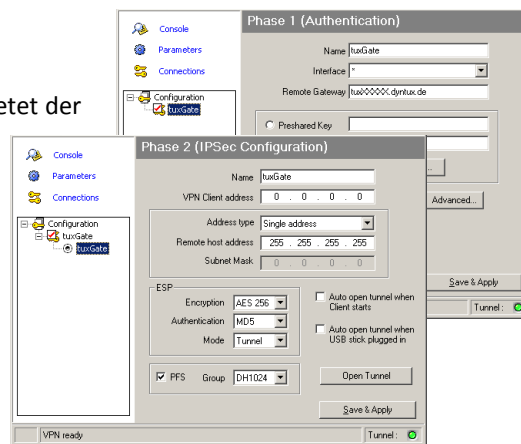 Console
Parameters
Connections
Configuration
tuxGate
Phase 1 (Authentication)
Name tuxGate
Interface *
Remote Gateway tuxXXXXX.dyntux.de
Preshared Key
Advanced...
Save & Apply
Tunnel:
etet der
Console
Parameters
Connections
Configuration
tuxGate
tuxGate
Phase 2 (IPSec Configuration)
Name tuxGate
VPN Client address 0 . 0 . 0 . 0
Address type Single address
Remote host address 255 . 255 . 255 . 255
Subnet Mask 0 . 0 . 0 . 0
ESP
Encryption AES 256
Authentication MD5
Mode Tunnel
Auto open tunnel when
Client starts
Auto open tunnel when
USB stick plugged in
PFS Group DH1024
Open Tunnel
Save & Apply
VPN ready
Tunnel: